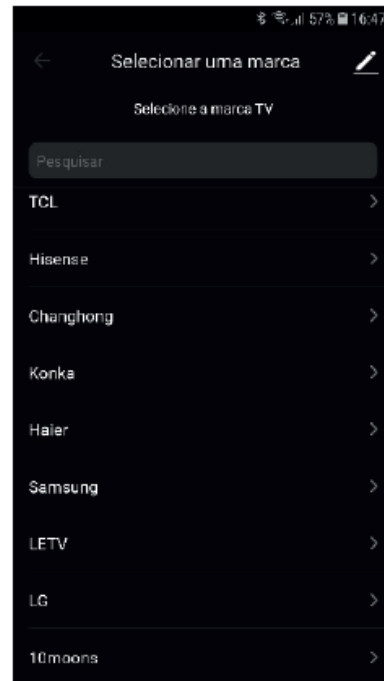 57% 16:47
Selecionar uma marca
Selecione a marca TV
Pesquisar
TCL
Hisense
Changhong
Konka
Haier
Samsung
LETV
LG
10moons